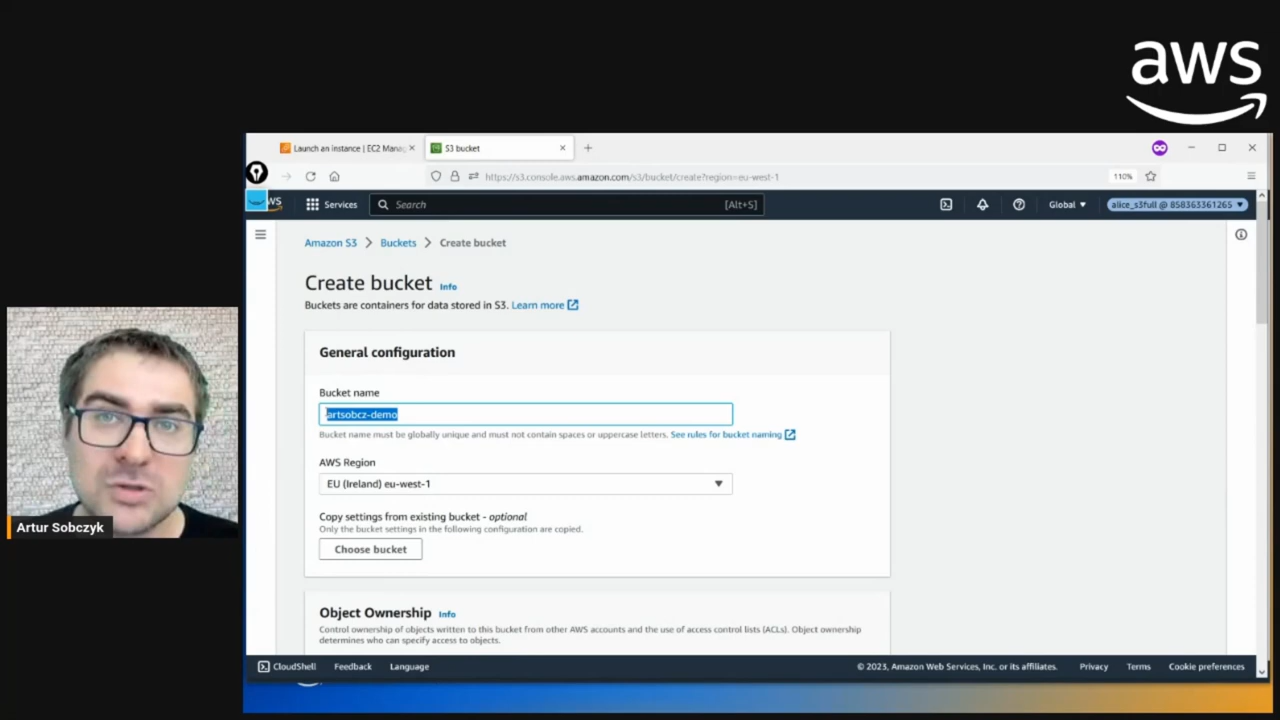 aws
Launch an instance | EC2 Manag
S3 bucket
https://s3.console.aws.amazon.com/s3/bucket/create?region=eu-west-1
110%
Services
Search
[Alt+S]
Global
alice_s3full @ 858363361265
Amazon S3
Buckets
Create bucket
Create bucket Info
Buckets are containers for data stored in S3. Learn more
General configuration
Bucket name
artsobcz-demo
Bucket name must be globally unique and must not contain spaces or uppercase letters. See rules for bucket naming
AWS Region
EU (Ireland) eu-west-1
Copy settings from existing bucket - optional
Only the bucket settings in the following configuration are copied.
Choose bucket
Object Ownership Info
Control ownership of objects written to this bucket from other AWS accounts and the use of access control lists (ACLs). Object ownership
determines who can specify access to objects.
Artur Sobczyk
CloudShell
Feedback
Language
© 2023, Amazon Web Services, Inc. or its affiliates.
Privacy
Terms
Cookie preferences